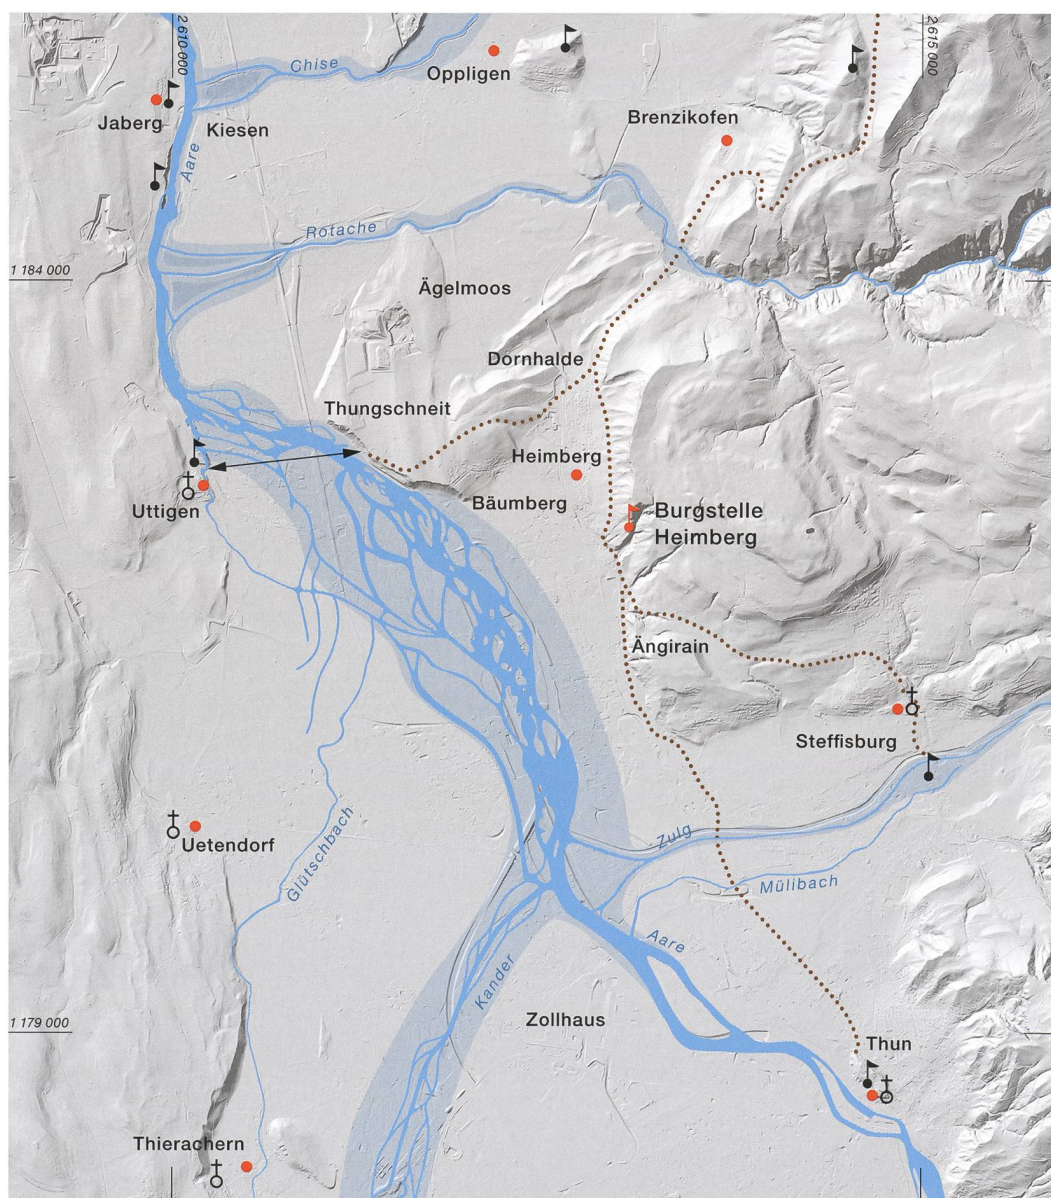 2 610 000
2 615 000
Chise
Oppligen
Jaberg
Kiesen
Brenzikofen
Aare
Rotache
1 184 000
Ägelmoos
Dornhalde
Thungschneit
Heimberg
Uttigen
Bäumberg
Burgstelle
Heimberg
Ängirain
Steffisburg
Uetendorf
Zulg
Glütschbach
Mülibach
Aare
Kander
Zollhaus
1 179 000
Thun
Thierachern